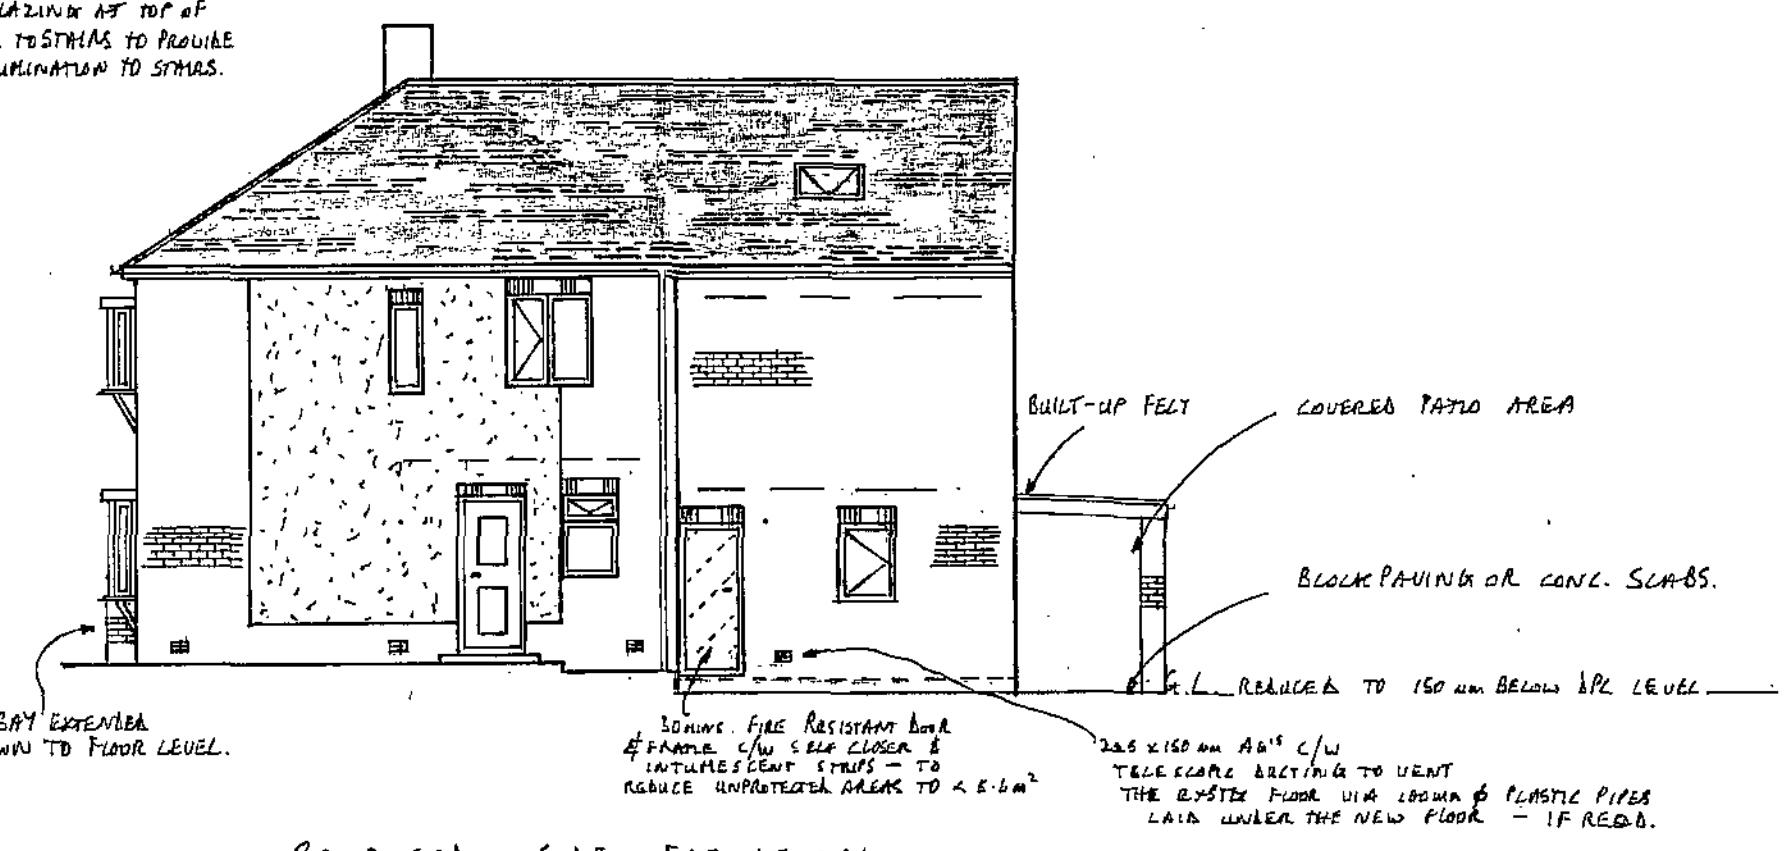 LAZING AT TOP OF
TO STAIRS TO PROVIDE
UMINATION TO STAIRS.
BUILT-UP FELT
COVERED PATIO AREA
BLOCK PAVING OR CONC. SLABS.
G.L. REDUCED TO 150 mm BELOW DPC LEVEL
BAY EXTENDED
WN TO FLOOR LEVEL.
30MINS. FIRE RESISTANT DOOR
& FRAME C/W SELF CLOSER &
INTUMESCENT STRIPS - TO
REDUCE UNPROTECTED AREAS TO < 5.6m²
225 x 150 mm AB'S C/W
TELESCOPIC DUCTING TO VENT
THE EXSTG FLOOR VIA 100mm ϕ PLASTIC PIPES
LAID UNDER THE NEW FLOOR - IF REQD.